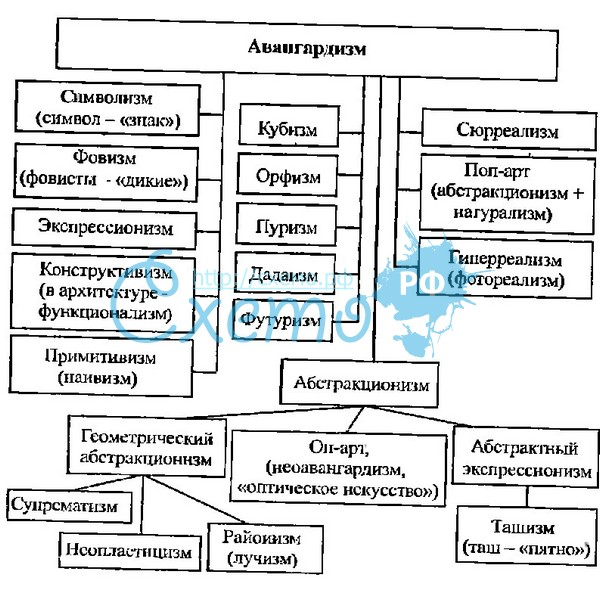 Авангардизм
Символизм
(символ – «знак»)
Фовизм
(фовисты - «дикие»)
Экспрессионизм
Конструктивизм
(в архитектуре -
функционализм)
Примитивизм
(наивизм)
Кубизм
Орфизм
Пуризм
Дадаизм
Футуризм
Сюрреализм
Поп-арт
(абстракционизм +
натурализм)
Гиперреализм
(фотореализм)
Абстракционизм
Геометрический
абстракционизм
Оп-арт,
(неоавангардизм,
«оптическое искусство»)
Абстрактный
экспрессионизм
Супрематизм
Неопластицизм
Районизм
(лучизм)
Ташизм
(таш – «пятно»)
Схемо
РФ